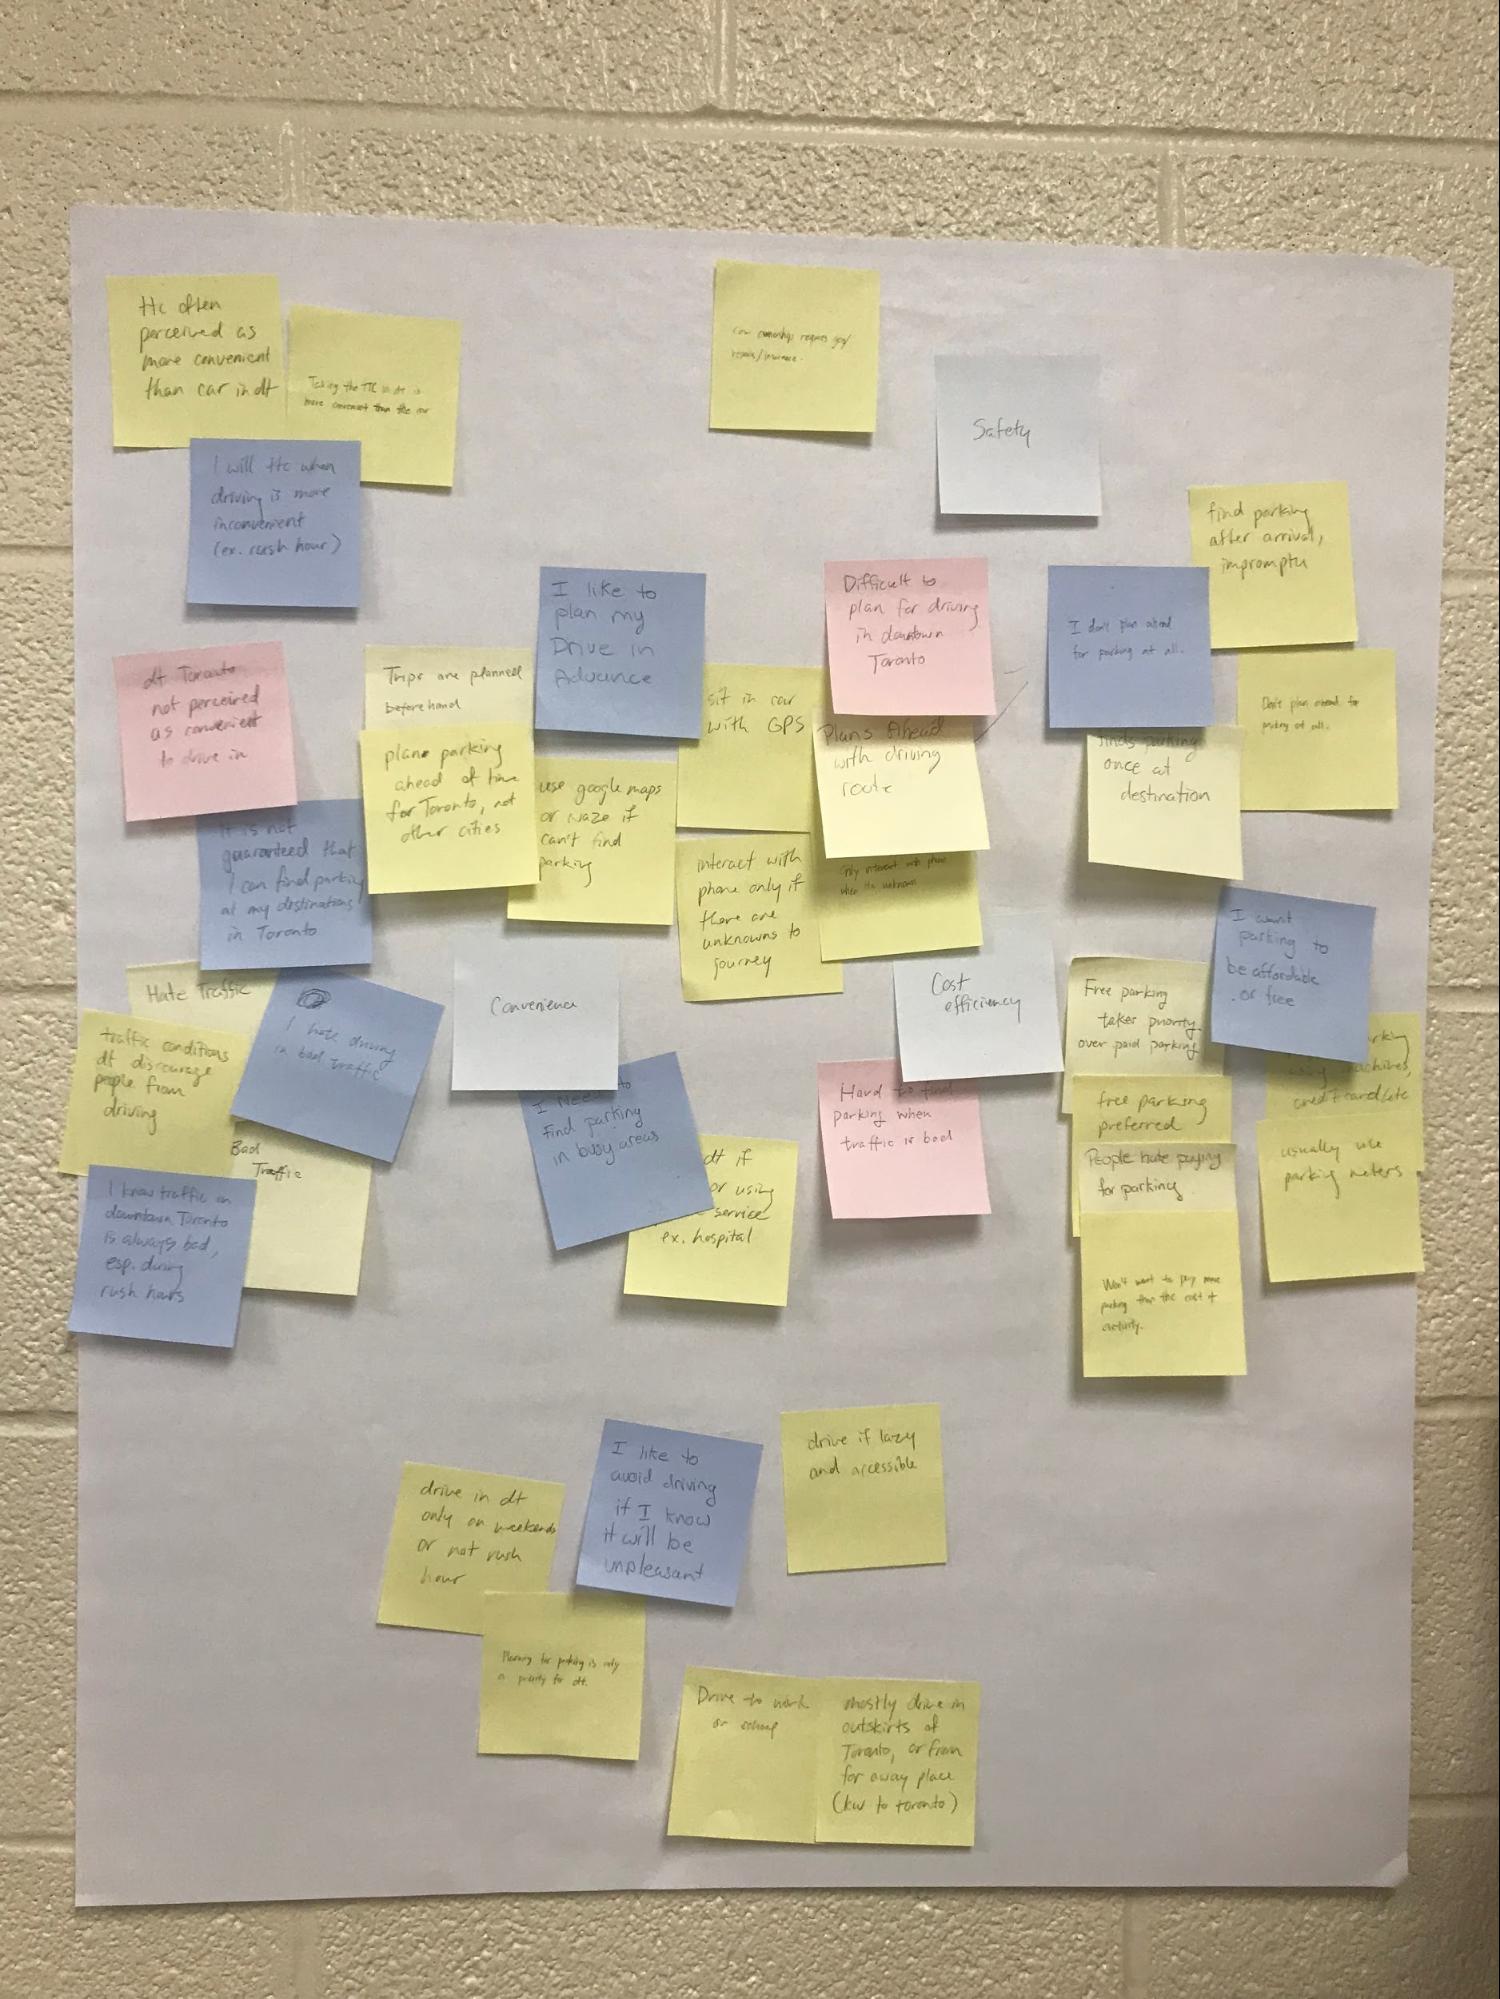 ttc often
perceived as
more convenient
than car in dt
Taking the TTC in dt is
more convenient than the car
I will ttc when
driving is more
inconvenient
(ex. rush hour)
Car ownership requires gas/
repairs/insurance.
Safety
find parking
after arrival,
impromptu
dt Toronto
not perceived
as convenient
to drive in
Trips are planned
beforehand
I like to
plan my
Drive in
Advance
sit in car
with GPS
Difficult to
plan for driving
in downtown
Toronto
I don't plan ahead
for parking at all.
Don't plan ahead for
parking at all.
plans parking
ahead of time
for Toronto, not
other cities
use google maps
or waze if
can't find
parking
Plans Ahead
with driving
route
finds parking
once at
destination
It is not
guaranteed that
I can find parking
at my destinations
in Toronto
interact with
phone only if
there are
unknowns to
journey
Only interact with phone
when it's unknown
I want
parking to
be affordable
or free
Hate Traffic
traffic conditions
dt discourage
people from
driving
I hate driving
in bad traffic
Convenience
Cost
efficiency
Free parking
takes priority
over paid parking
machines,
credit card/etc
Bad
Traffic
I Need to
Find parking
in busy areas
dt if
or using
service
ex. hospital
Hard to find
parking when
traffic is bad
free parking
preferred
People hate paying
for parking
usually use
parking meters
I know traffic in
downtown Toronto
is always bad,
esp. during
rush hours
Won't want to pay more
parking than the cost of
activity.
drive in dt
only on weekends
or not rush
hour
I like to
avoid driving
if I know
it will be
unpleasant
drive if lazy
and accessible
Planning for parking is only
a priority for dt.
Drive to work
or
mostly drive in
outskirts of
Toronto, or from
far away place
(kw to toronto)